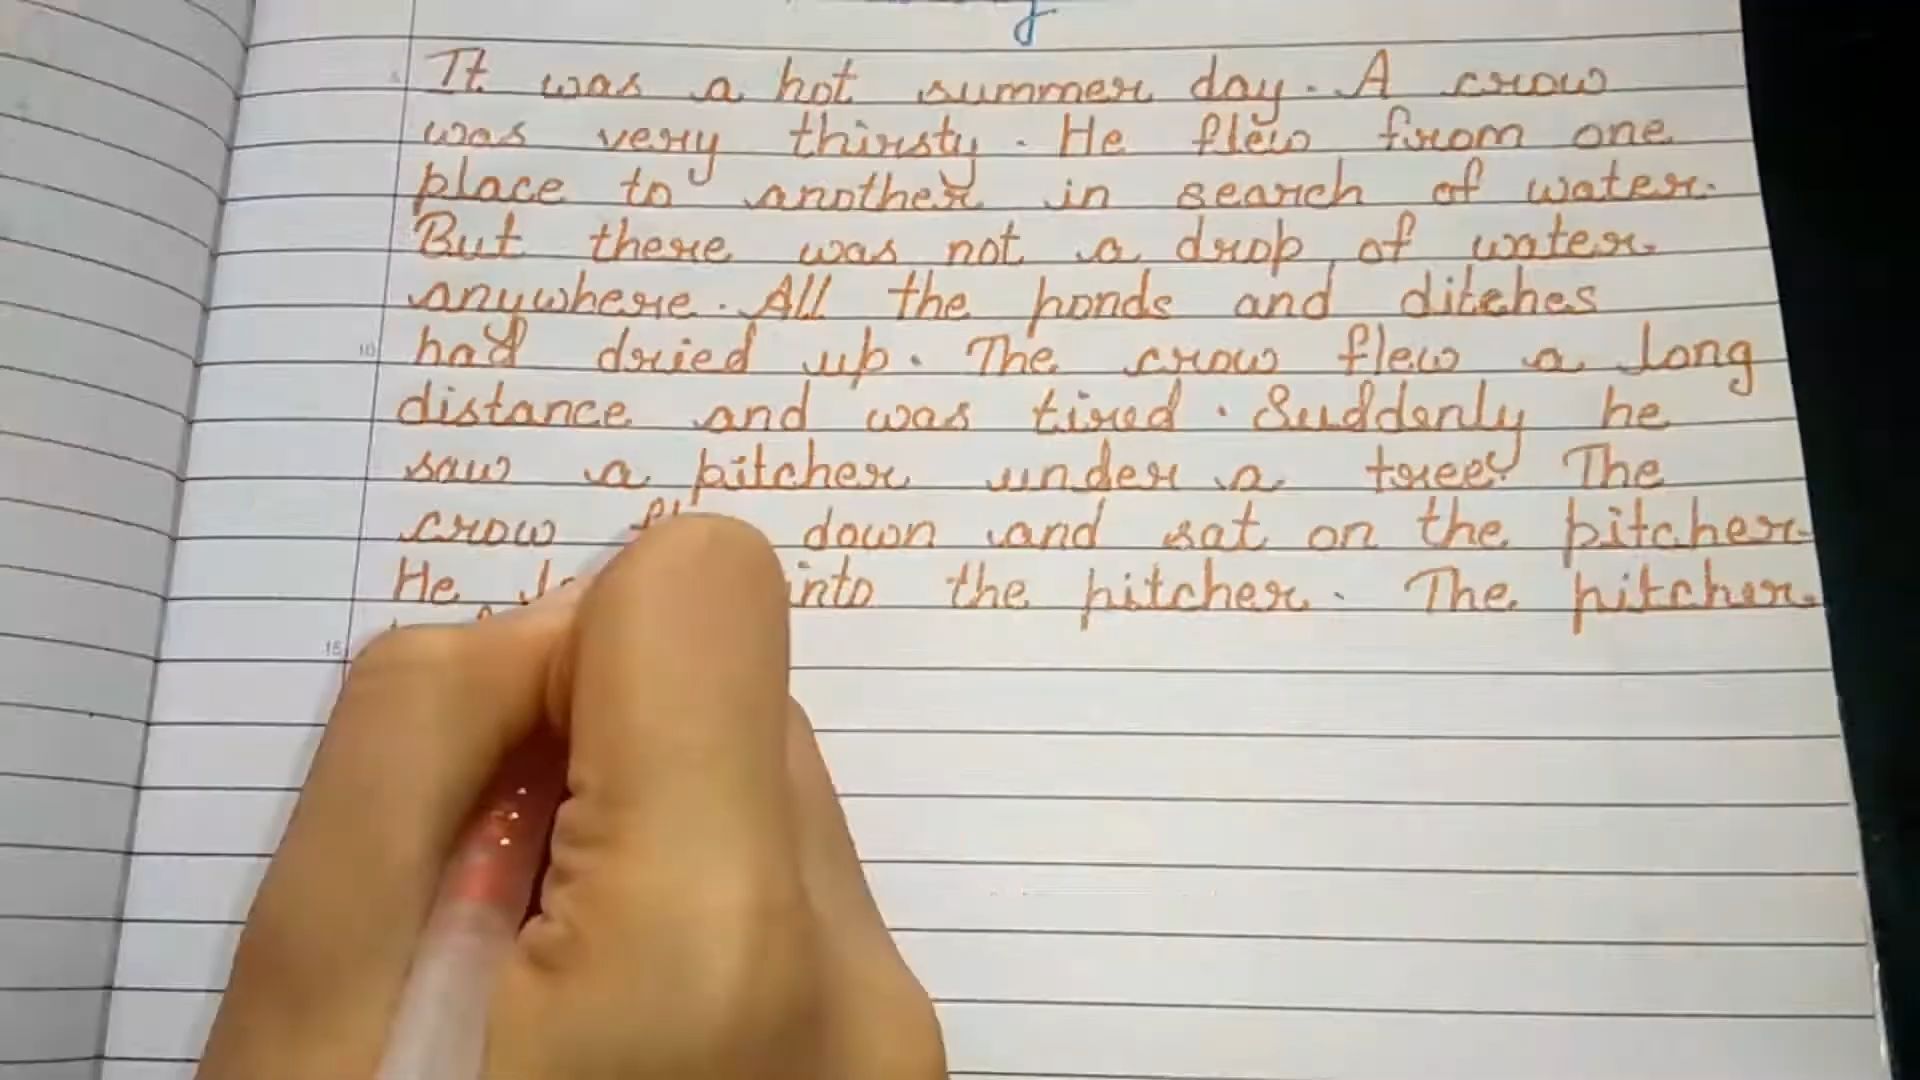 It was a hot summer day. A crow
was very thirsty. He flew from one
place to another in search of water.
But there was not a drop of water
anywhere. All the ponds and ditches
had dried up. The crow flew a long
distance and was tired. Suddenly he
saw a pitcher under a tree. The
crow down and sat on the pitcher.
He into the pitcher. The pitcher